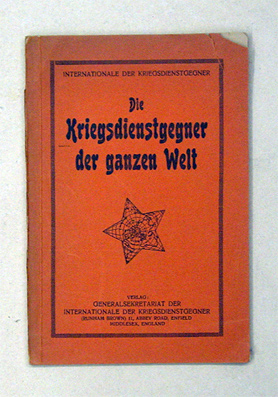 INTERNATIONALE DER KRIEGSDIENSTGEGNER
Die
Kriegsdienstgegner
der ganzen Welt
VERLAG:
GENERALSEKRETARIAT DER
INTERNATIONALE DER KRIEGSDIENSTGEGNER
(RUNHAM BROWN) 11, ABBEY ROAD, ENFIELD
MIDDLESEX, ENGLAND